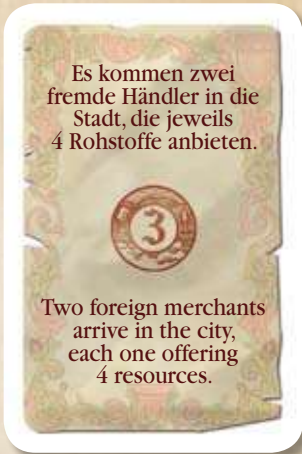 Es kommen zwei
fremde Händler in die
Stadt, die jeweils
4 Rohstoffe anbieten.
3
Two foreign merchants
arrive in the city,
each one offering
4 resources.